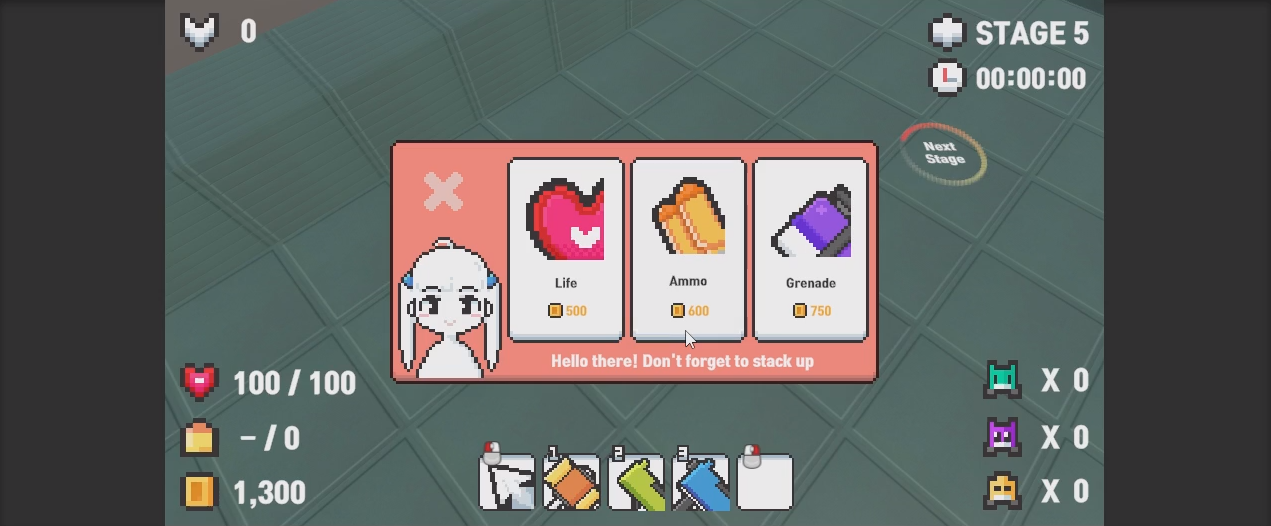 0
STAGE 5
00:00:00
Next
Stage
Life
500
Ammo
600
Grenade
750
Hello there! Don't forget to stack up
100 / 100
- / 0
1,300
1
2
3
X 0
X 0
X 0